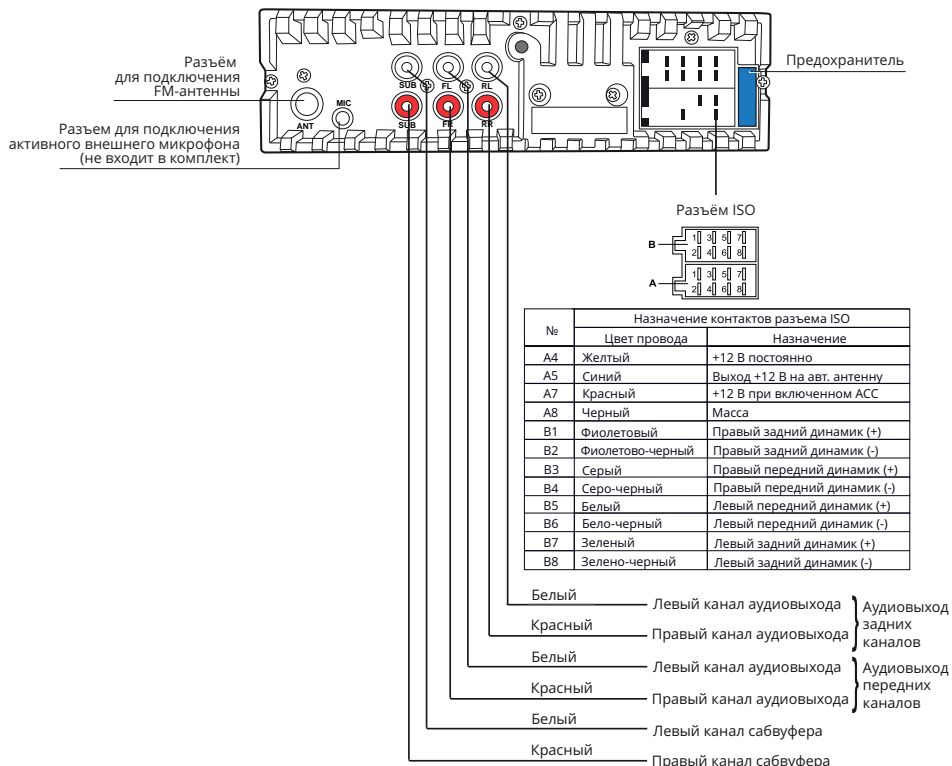 Разъём
для подключения
FM-антенны
Разъем для подключения
активного внешнего микрофона
(не входит в комплект)
Предохранитель
ANT
MIC
SUB
FL
RL
SUB
FR
RR
Разъём ISO
B
1 3 5 7
2 4 6 8
A
1 3 5 7
2 4 6 8
№ Назначение контактов разъема ISO
Цвет провода Назначение
A4 Желтый +12 В постоянно
A5 Синий Выход +12 В на авт. антенну
A7 Красный +12 В при включенном ACC
A8 Черный Масса
B1 Фиолетовый Правый задний динамик (+)
B2 Фиолетово-черный Правый задний динамик (-)
B3 Серый Правый передний динамик (+)
B4 Серо-черный Правый передний динамик (-)
B5 Белый Левый передний динамик (+)
B6 Бело-черный Левый передний динамик (-)
B7 Зеленый Левый задний динамик (+)
B8 Зелено-черный Левый задний динамик (-)
Белый Левый канал аудиовыхода
Красный Правый канал аудиовыхода
Аудиовыход
задних
каналов
Белый Левый канал аудиовыхода
Красный Правый канал аудиовыхода
Аудиовыход
передних
каналов
Белый Левый канал сабвуфера
Красный Правый канал сабвуфера